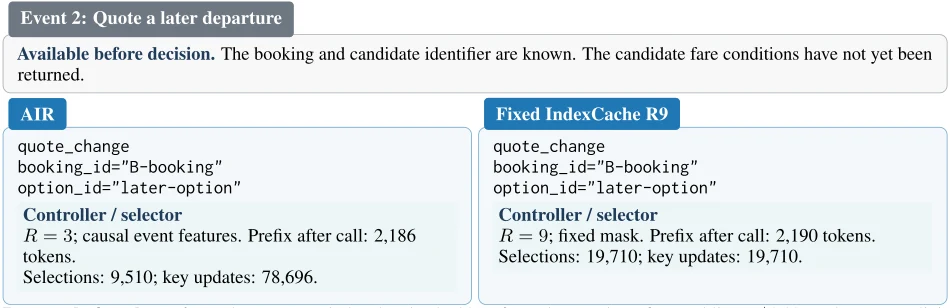 Event 2: Quote a later departure
Available before decision. The booking and candidate identifier are known. The candidate fare conditions have not yet been
returned.
AIR
quote_change
booking_id="B-booking"
option_id="later-option"
Controller / selector
R = 3; causal event features. Prefix after call: 2,186
tokens.
Selections: 9,510; key updates: 78,696.
Fixed IndexCache R9
quote_change
booking_id="B-booking"
option_id="later-option"
Controller / selector
R = 9; fixed mask. Prefix after call: 2,190 tokens.
Selections: 19,710; key updates: 19,710.